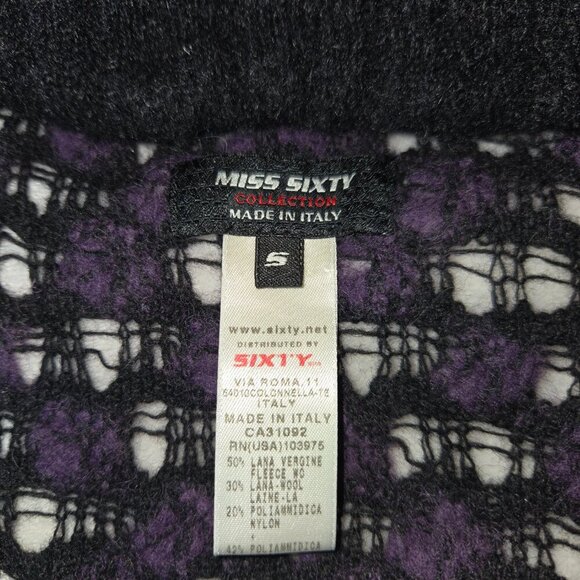 MISS SIXTY
COLLECTION
MADE IN ITALY
S
www.sixty.net
DISTRIBUTED BY
SIXTY
VIA ROMA, 11
64010COLONNELLA-TE
ITALY
MADE IN ITALY
CA31092
RN(USA)103975
50% LANA VERGINE
FLEECE WO
30% LANA-WOOL
LAINE-LA
20% POLIAMMIDICA
NYLON
+
42% POLIAMMIDICA